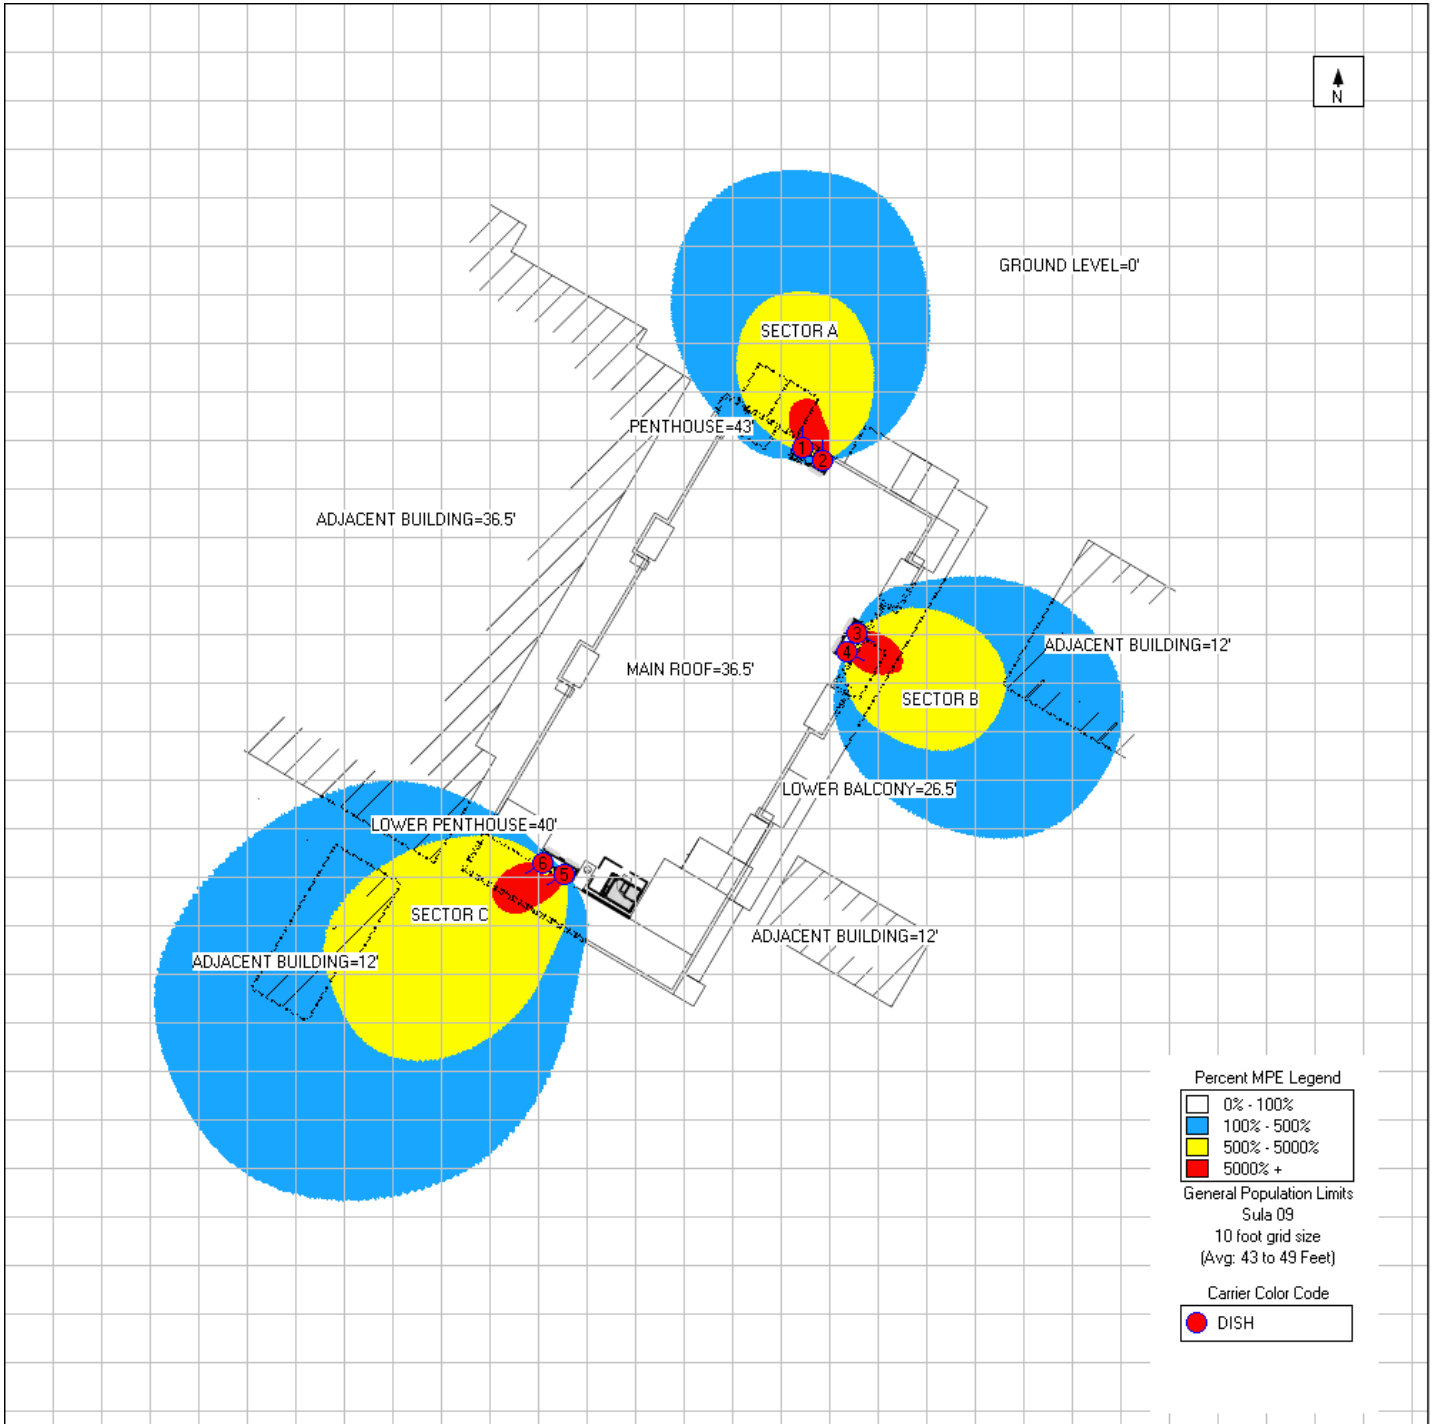 N
GROUND LEVEL=0'
SECTOR A
PENTHOUSE=43'
1
2
ADJACENT BUILDING=36.5'
3
4
ADJACENT BUILDING=12'
MAIN ROOF=36.5'
SECTOR B
LOWER BALCONY=26.5'
LOWER PENTHOUSE=40'
6
5
SECTOR C
ADJACENT BUILDING=12'
ADJACENT BUILDING=12'
Percent MPE Legend
0% - 100%
100% - 500%
500% - 5000%
5000% +
General Population Limits
Sula 09
10 foot grid size
(Avg: 43 to 49 Feet)
Carrier Color Code
DISH